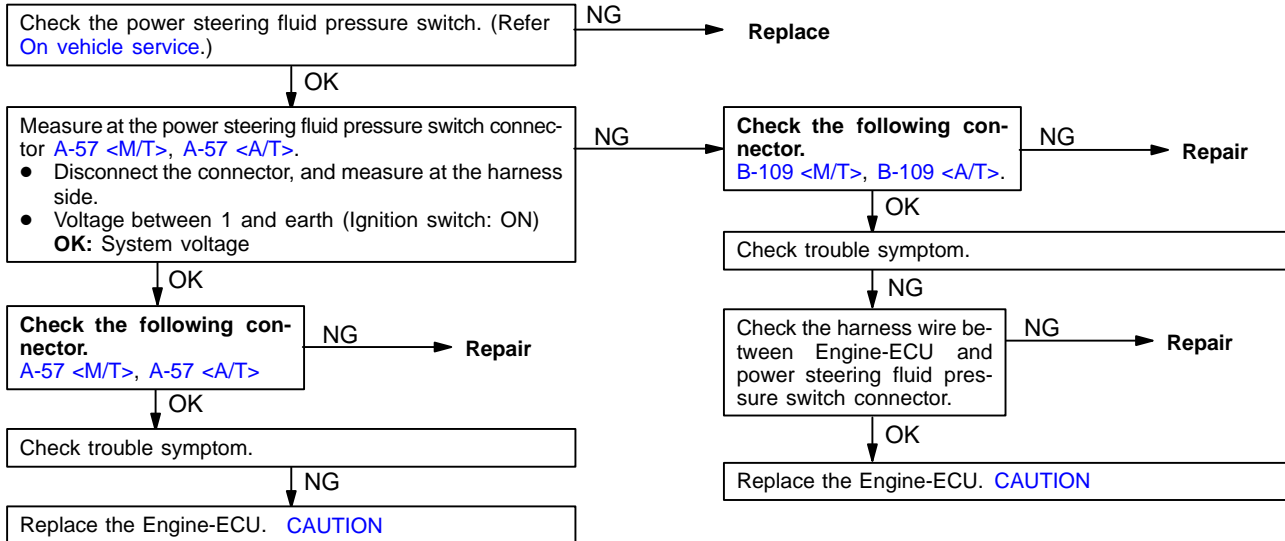 Check the power steering fluid pressure switch. (Refer
On vehicle service.)
NG
Replace
OK
Measure at the power steering fluid pressure switch connec-
tor A-57 <M/T>, A-57 <A/T>.
● Disconnect the connector, and measure at the harness
side.
● Voltage between 1 and earth (Ignition switch: ON)
OK: System voltage
NG
Check the following con-
nector.
B-109 <M/T>, B-109 <A/T>.
NG
Repair
OK
Check trouble symptom.
NG
Check the harness wire be-
tween Engine-ECU and
power steering fluid pres-
sure switch connector.
NG
Repair
OK
Replace the Engine-ECU. CAUTION
OK
Check the following con-
nector.
A-57 <M/T>, A-57 <A/T>
NG
Repair
OK
Check trouble symptom.
NG
Replace the Engine-ECU. CAUTION